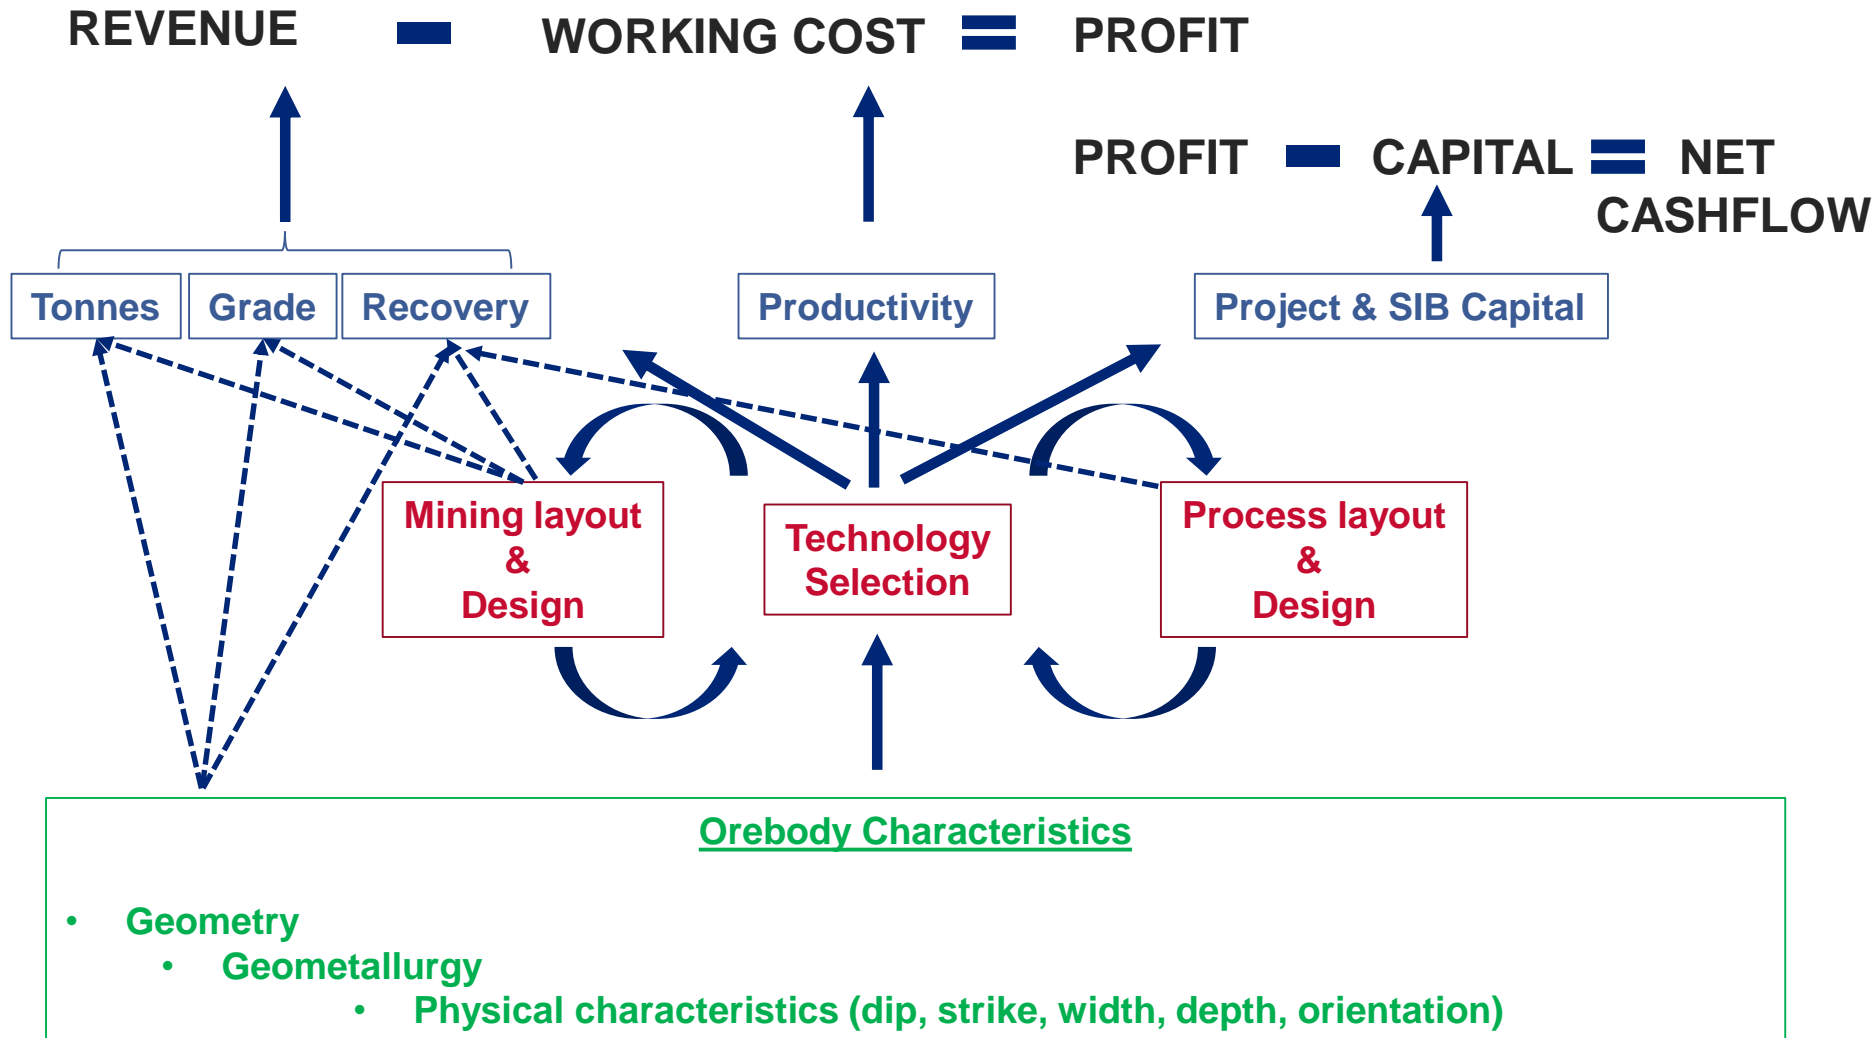 REVENUE WORKING COST PROFIT
PROFIT CAPITAL NET
CASHFLOW
Tonnes Grade Recovery Productivity Project & SIB Capital
Mining layout
&
Design
Technology
Selection
Process layout
&
Design
Orebody Characteristics
• Geometry
• Geometallurgy
• Physical characteristics (dip, strike, width, depth, orientation)